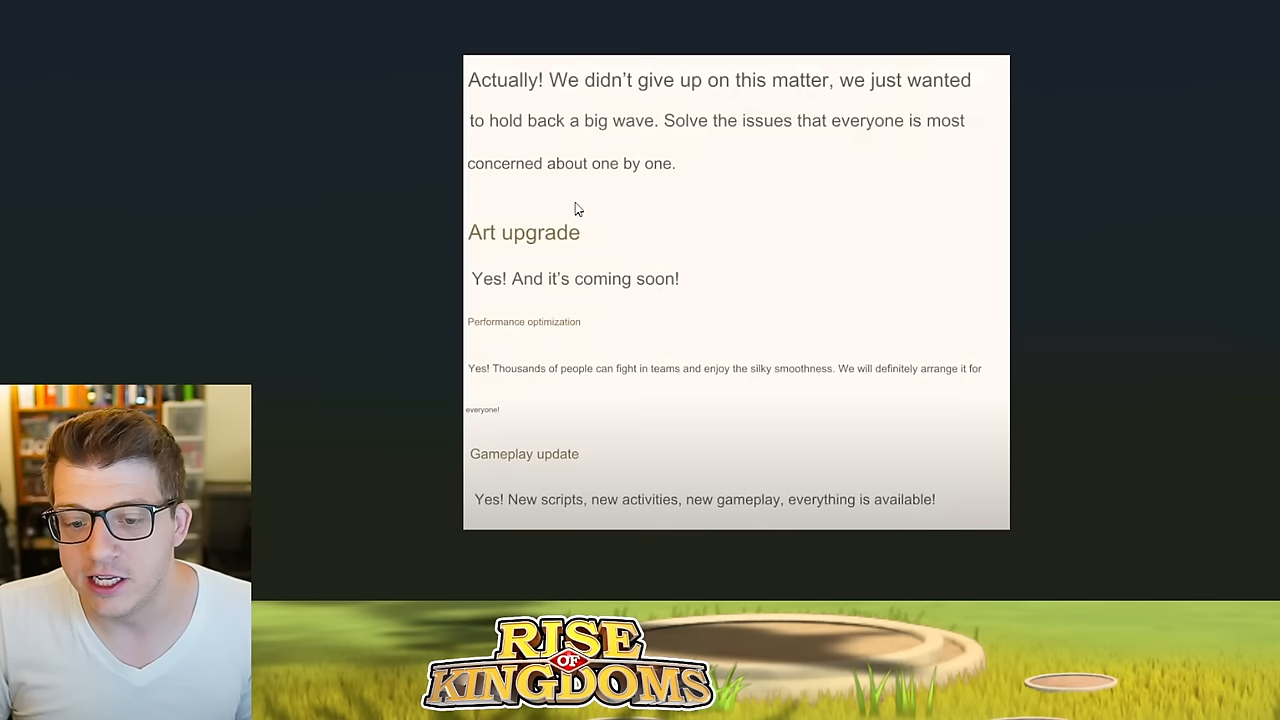 Actually! We didn't give up on this matter, we just wanted
to hold back a big wave. Solve the issues that everyone is most
concerned about one by one.
Art upgrade
Yes! And it's coming soon!
Performance optimization
Yes! Thousands of people can fight in teams and enjoy the silky smoothness. We will definitely arrange it for
everyone!
Gameplay update
Yes! New scripts, new activities, new gameplay, everything is available!
RISE
OF
KINGDOMS